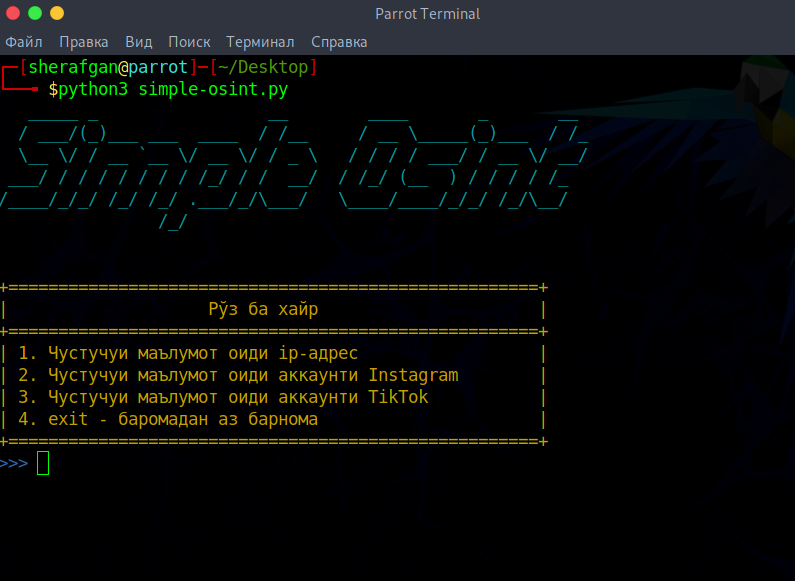 Parrot Terminal
Файл Правка Вид Поиск Терминал Справка
┌─[sherafgan@parrot]─[~/Desktop]
└──╼ $python3 simple-osint.py
Simple Osint
+=====================================================+
| Рӯз ба хайр |
+=====================================================+
| 1. Чустучуи маълумот оиди ip-адрес |
| 2. Чустучуи маълумот оиди аккаунти Instagram |
| 3. Чустучуи маълумот оиди аккаунти TikTok |
| 4. exit - баромадан аз барнома |
+=====================================================+
>>>